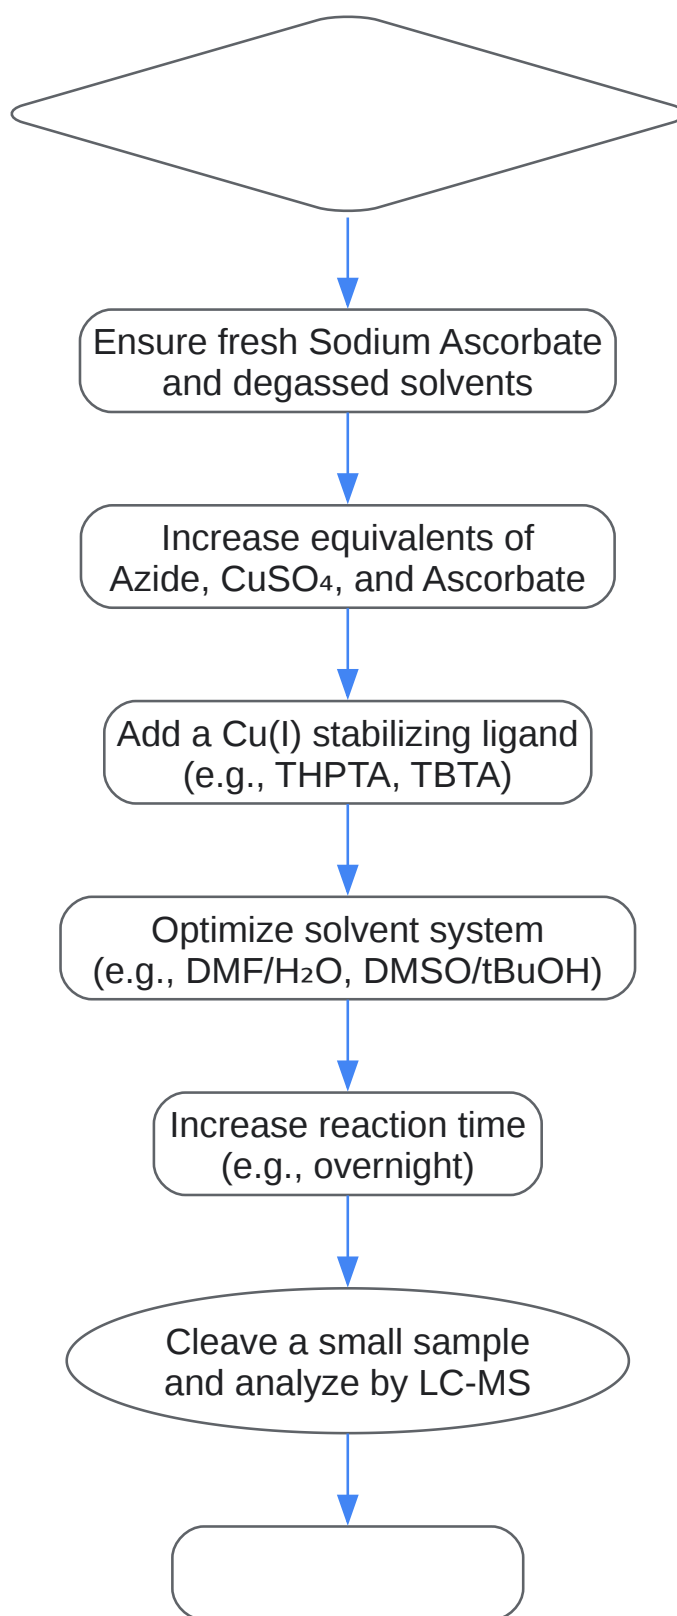 Ensure fresh Sodium Ascorbate
and degassed solvents
Increase equivalents of
Azide, CuSO₄, and Ascorbate
Add a Cu(I) stabilizing ligand
(e.g., THPTA, TBTA)
Optimize solvent system
(e.g., DMF/H₂O, DMSO/tBuOH)
Increase reaction time
(e.g., overnight)
Cleave a small sample
and analyze by LC-MS